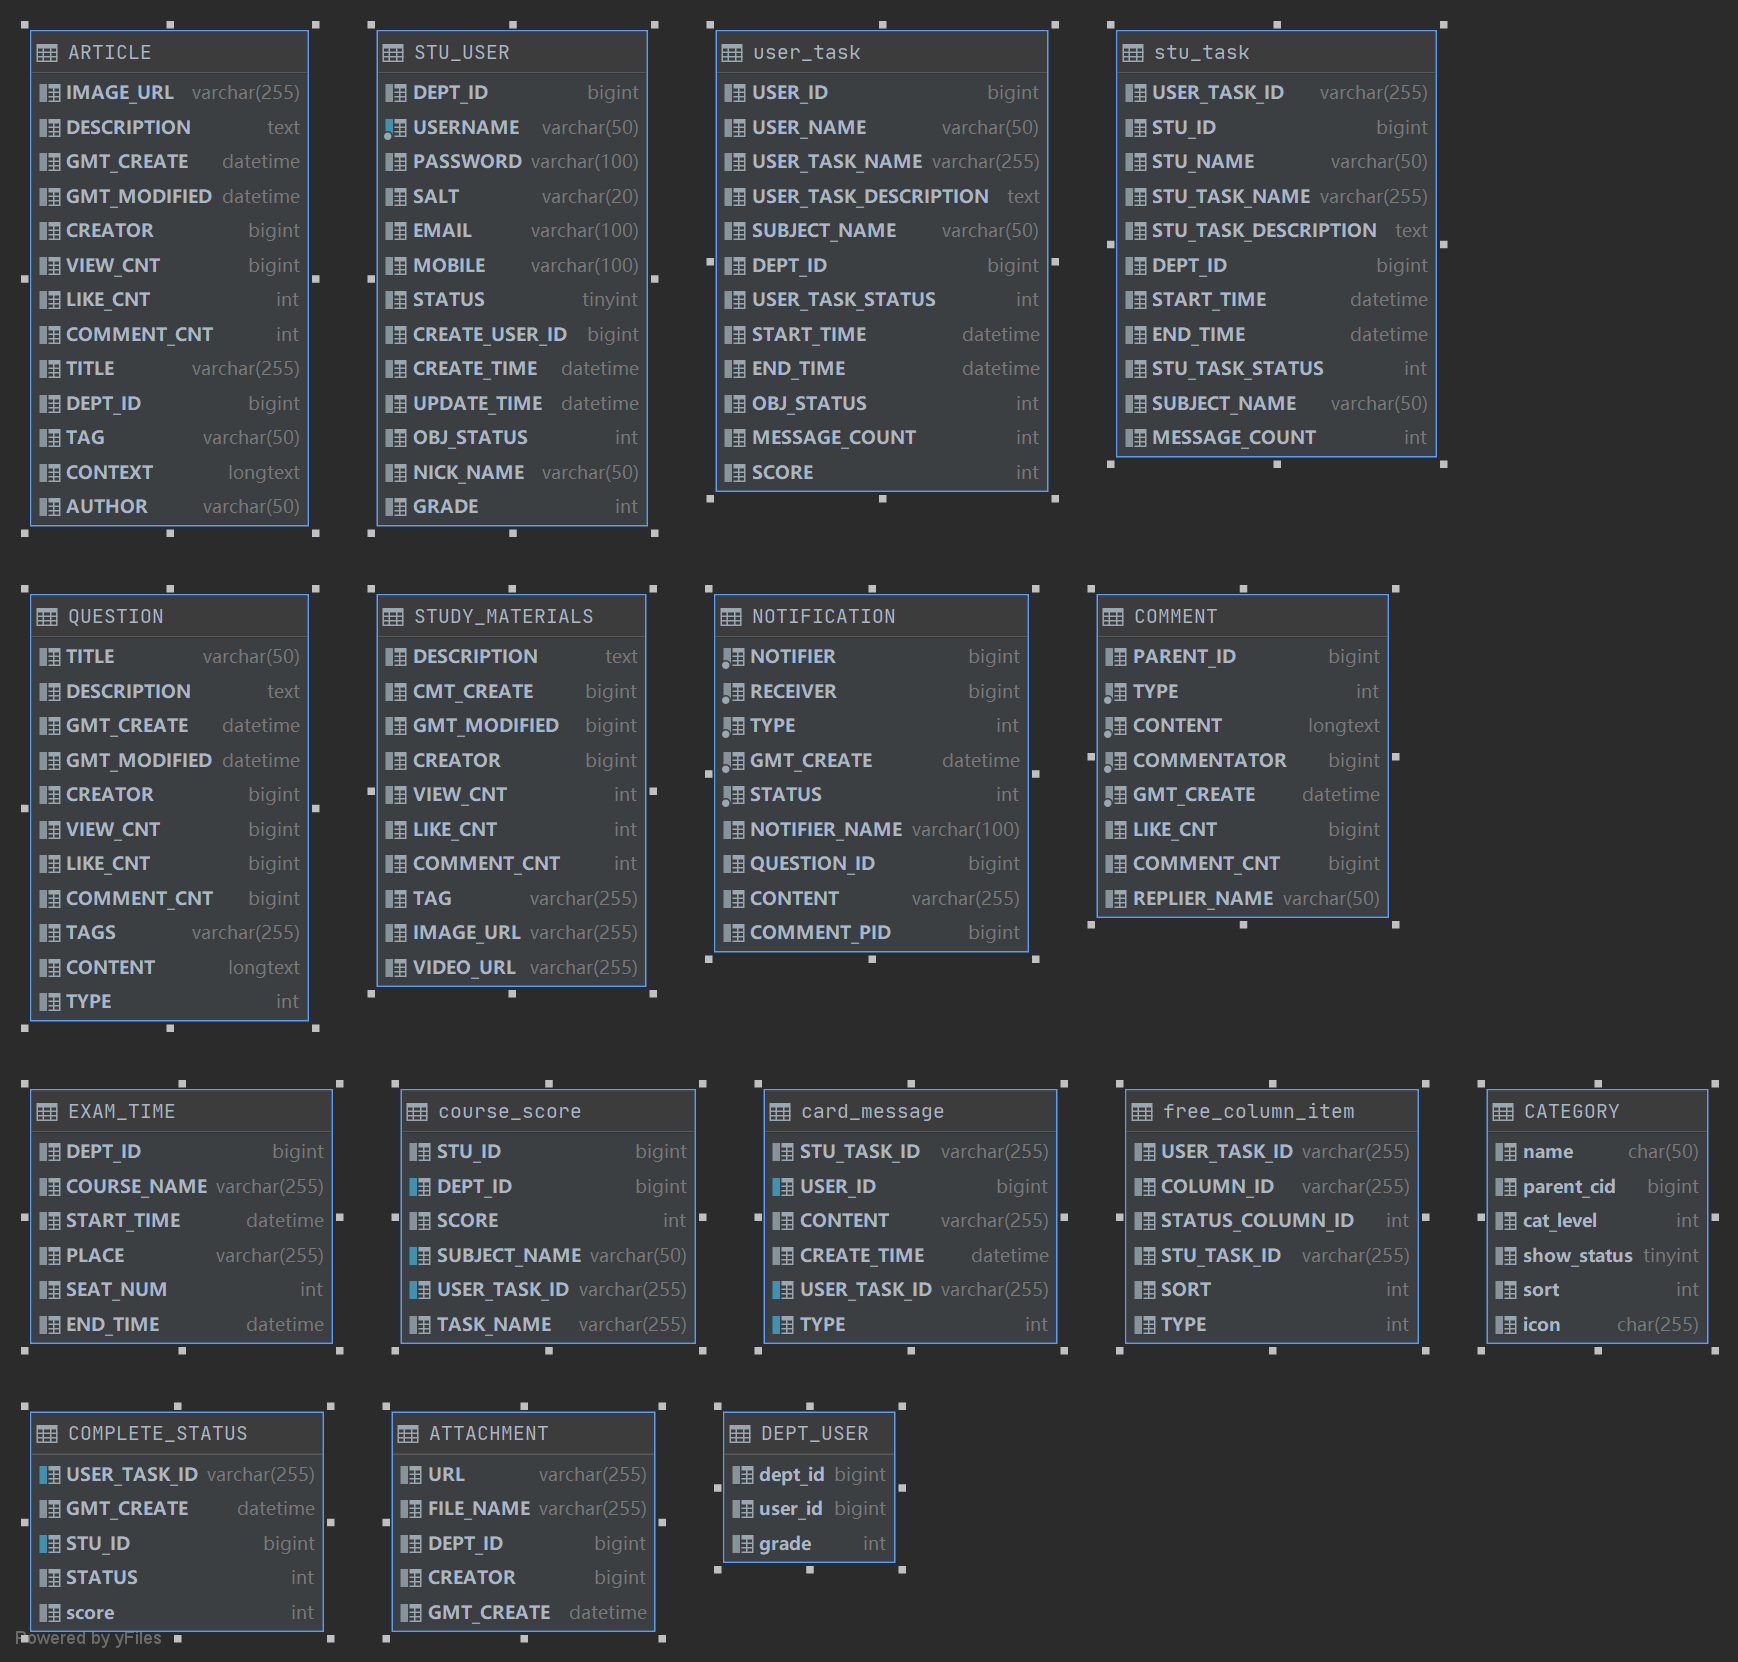 ARTICLE
IMAGE_URL varchar(255)
DESCRIPTION text
GMT_CREATE datetime
GMT_MODIFIED datetime
CREATOR bigint
VIEW_CNT bigint
LIKE_CNT int
COMMENT_CNT int
TITLE varchar(255)
DEPT_ID bigint
TAG varchar(50)
CONTEXT longtext
AUTHOR varchar(50)
STU_USER
DEPT_ID bigint
USERNAME varchar(50)
PASSWORD varchar(100)
SALT varchar(20)
EMAIL varchar(100)
MOBILE varchar(100)
STATUS tinyint
CREATE_USER_ID bigint
CREATE_TIME datetime
UPDATE_TIME datetime
OBJ_STATUS int
NICK_NAME varchar(50)
GRADE int
user_task
USER_ID bigint
USER_NAME varchar(50)
USER_TASK_NAME varchar(255)
USER_TASK_DESCRIPTION text
SUBJECT_NAME varchar(50)
DEPT_ID bigint
USER_TASK_STATUS int
START_TIME datetime
END_TIME datetime
OBJ_STATUS int
MESSAGE_COUNT int
SCORE int
stu_task
USER_TASK_ID varchar(255)
STU_ID bigint
STU_NAME varchar(50)
STU_TASK_NAME varchar(255)
STU_TASK_DESCRIPTION text
DEPT_ID bigint
START_TIME datetime
END_TIME datetime
STU_TASK_STATUS int
SUBJECT_NAME varchar(50)
MESSAGE_COUNT int
QUESTION
TITLE varchar(50)
DESCRIPTION text
GMT_CREATE datetime
GMT_MODIFIED datetime
CREATOR bigint
VIEW_CNT bigint
LIKE_CNT bigint
COMMENT_CNT bigint
TAGS varchar(255)
CONTENT longtext
TYPE int
STUDY_MATERIALS
DESCRIPTION text
CMT_CREATE bigint
GMT_MODIFIED bigint
CREATOR bigint
VIEW_CNT int
LIKE_CNT int
COMMENT_CNT int
TAG varchar(255)
IMAGE_URL varchar(255)
VIDEO_URL varchar(255)
NOTIFICATION
NOTIFIER bigint
RECEIVER bigint
TYPE int
GMT_CREATE datetime
STATUS int
NOTIFIER_NAME varchar(100)
QUESTION_ID bigint
CONTENT varchar(255)
COMMENT_PID bigint
COMMENT
PARENT_ID bigint
TYPE int
CONTENT longtext
COMMENTATOR bigint
GMT_CREATE datetime
LIKE_CNT bigint
COMMENT_CNT bigint
REPLIER_NAME varchar(50)
EXAM_TIME
DEPT_ID bigint
COURSE_NAME varchar(255)
START_TIME datetime
PLACE varchar(255)
SEAT_NUM int
END_TIME datetime
course_score
STU_ID bigint
DEPT_ID bigint
SCORE int
SUBJECT_NAME varchar(50)
USER_TASK_ID varchar(255)
TASK_NAME varchar(255)
card_message
STU_TASK_ID varchar(255)
USER_ID bigint
CONTENT varchar(255)
CREATE_TIME datetime
USER_TASK_ID varchar(255)
TYPE int
free_column_item
USER_TASK_ID varchar(255)
COLUMN_ID varchar(255)
STATUS_COLUMN_ID int
STU_TASK_ID varchar(255)
SORT int
TYPE int
CATEGORY
name char(50)
parent_cid bigint
cat_level int
show_status tinyint
sort int
icon char(255)
COMPLETE_STATUS
USER_TASK_ID varchar(255)
GMT_CREATE datetime
STU_ID bigint
STATUS int
score int
ATTACHMENT
URL varchar(255)
FILE_NAME varchar(255)
DEPT_ID bigint
CREATOR bigint
GMT_CREATE datetime
DEPT_USER
dept_id bigint
user_id bigint
grade int
Powered by yFiles